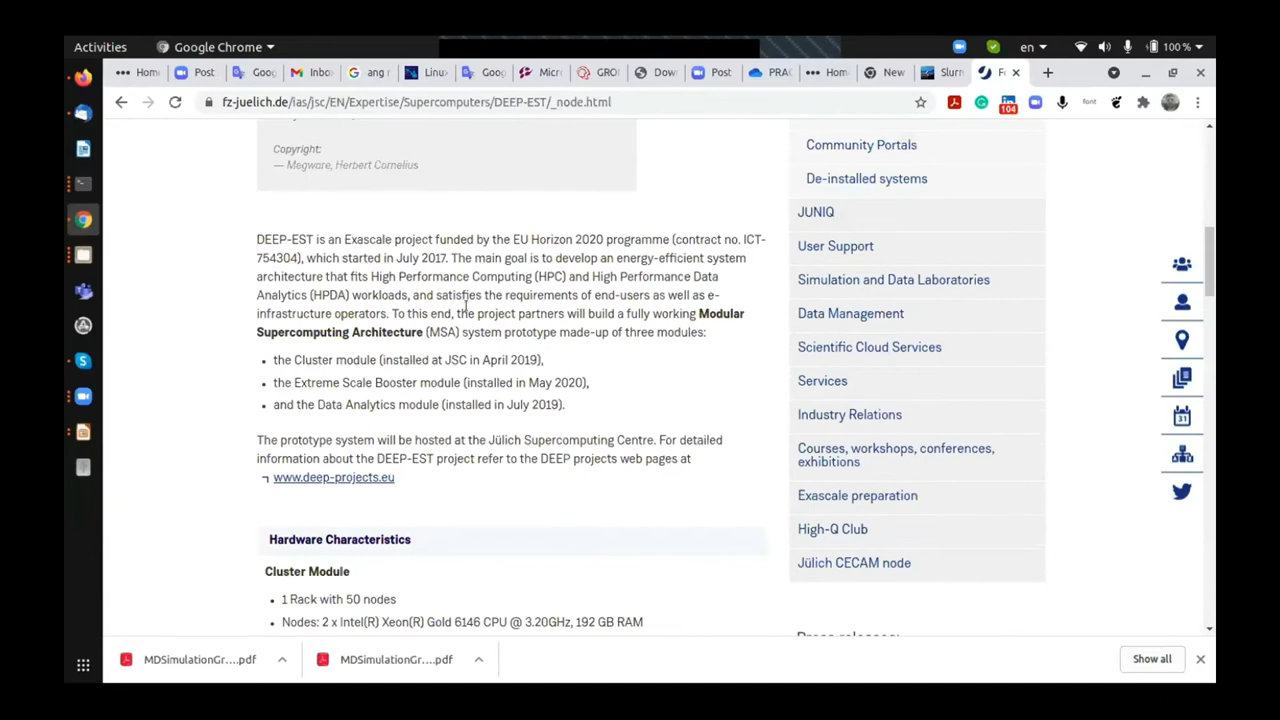 Activities
Google Chrome
en
100 %
Hom
Post
Goog
Inbo
ang r
Linu
Goog
Micr
GRO
Dow
Post
PRAC
Hom
New
Slurr
F
fz-juelich.de/ias/jsc/EN/Expertise/Supercomputers/DEEP-EST/_node.html
104
font
Copyright:
— Megware, Herbert Cornelius
DEEP-EST is an Exascale project funded by the EU Horizon 2020 programme (contract no. ICT-
754304), which started in July 2017. The main goal is to develop an energy-efficient system
architecture that fits High Performance Computing (HPC) and High Performance Data
Analytics (HPDA) workloads, and satisfies the requirements of end-users as well as e-
infrastructure operators. To this end, the project partners will build a fully working Modular
Supercomputing Architecture (MSA) system prototype made-up of three modules:
• the Cluster module (installed at JSC in April 2019),
• the Extreme Scale Booster module (installed in May 2020),
• and the Data Analytics module (installed in July 2019).
The prototype system will be hosted at the Jülich Supercomputing Centre. For detailed
information about the DEEP-EST project refer to the DEEP projects web pages at
www.deep-projects.eu
Hardware Characteristics
Cluster Module
• 1 Rack with 50 nodes
• Nodes: 2 x Intel(R) Xeon(R) Gold 6146 CPU @ 3.20GHz, 192 GB RAM
Community Portals
De-installed systems
JUNIQ
User Support
Simulation and Data Laboratories
Data Management
Scientific Cloud Services
Services
Industry Relations
Courses, workshops, conferences,
exhibitions
Exascale preparation
High-Q Club
Jülich CECAM node
Press releases:
31
MDSimulationGr....pdf
MDSimulationGr....pdf
Show all